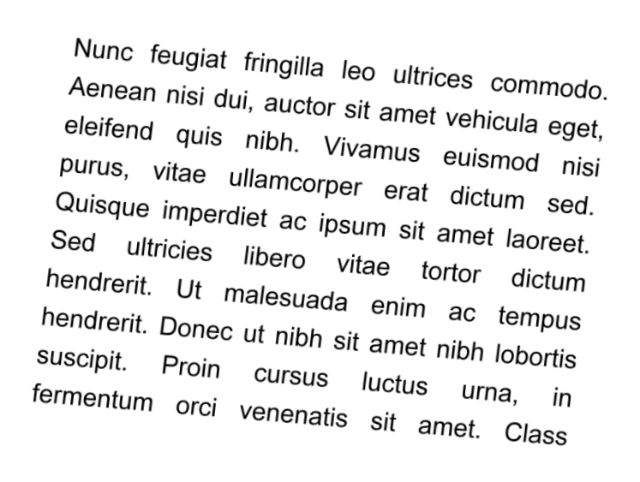 Nunc feugiat fringilla leo ultrices commodo.
Aenean nisi dui, auctor sit amet vehicula eget,
eleifend quis nibh. Vivamus euismod nisi
purus, vitae ullamcorper erat dictum sed.
Quisque imperdiet ac ipsum sit amet laoreet.
Sed ultricies libero vitae tortor dictum
hendrerit. Ut malesuada enim ac tempus
hendrerit. Donec ut nibh sit amet nibh lobortis
suscipit. Proin cursus luctus urna, in
fermentum orci venenatis sit amet. Class